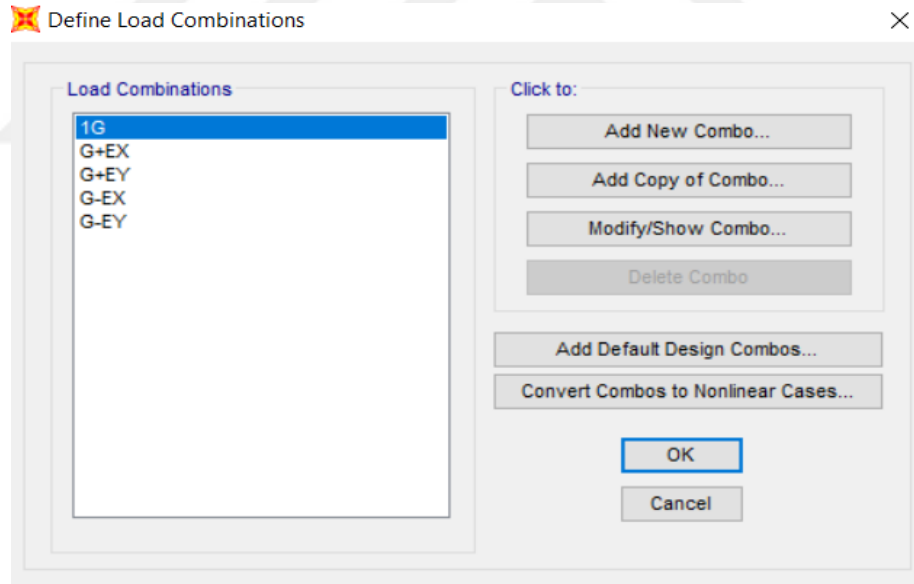 Define Load Combinations
Load Combinations
1G
G+EX
G+EY
G-EX
G-EY
Click to:
Add New Combo...
Add Copy of Combo...
Modify/Show Combo...
Delete Combo
Add Default Design Combos...
Convert Combos to Nonlinear Cases...
OK
Cancel